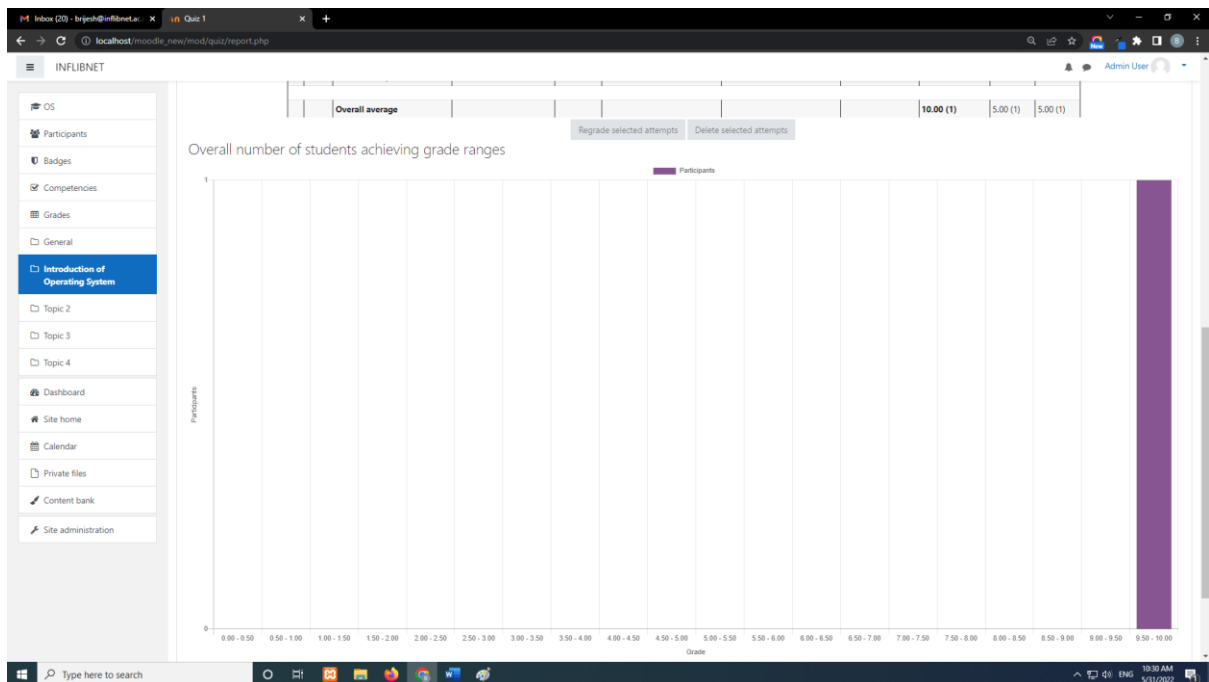 Inbox (20) - brijesh@inflibnet.ac. Quiz 1
localhost/moodle_new/mod/quiz/report.php
New B
INFLIBNET Admin User
OS
Participants
Badges
Competencies
Grades
General
Introduction of
Operating System
Topic 2
Topic 3
Topic 4
Dashboard
Site home
Calendar
Private files
Content bank
Site administration
Overall average 10.00 (1) 5.00 (1) 5.00 (1)
Regrade selected attempts Delete selected attempts
Overall number of students achieving grade ranges
Participants
1
Participants
0
0.00 - 0.50 0.50 - 1.00 1.00 - 1.50 1.50 - 2.00 2.00 - 2.50 2.50 - 3.00 3.00 - 3.50 3.50 - 4.00 4.00 - 4.50 4.50 - 5.00 5.00 - 5.50 5.50 - 6.00 6.00 - 6.50 6.50 - 7.00 7.00 - 7.50 7.50 - 8.00 8.00 - 8.50 8.50 - 9.00 9.00 - 9.50 9.50 - 10.00
Grade
Type here to search
ENG
10:30 AM
5/31/2022